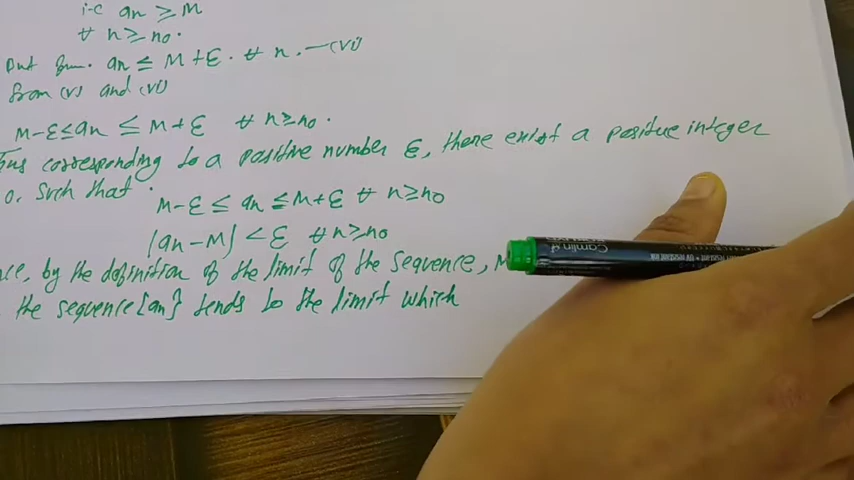 i.e an ≥ M
∀ n ≥ no.
But from. an ≤ M + ε. ∀ n. —(vi)
from (v) and (vi)
M-ε ≤ an ≤ M + ε ∀ n ≥ no.
corresponding to a positive number ε, there exist a positive integer
o. such that.
M-ε ≤ an ≤ M+ε ∀ n ≥ no
|an - M| < ε ∀ n ≥ no
by the definition of the limit of the sequence, M
the sequence {an} tends to the limit which
Camlin